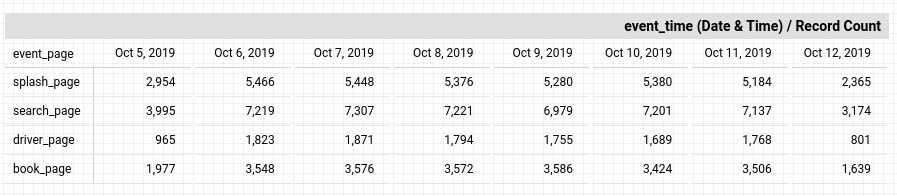 event_time (Date & Time) / Record Count
event_page Oct 5, 2019 Oct 6, 2019 Oct 7, 2019 Oct 8, 2019 Oct 9, 2019 Oct 10, 2019 Oct 11, 2019 Oct 12, 2019
splash_page 2,954 5,466 5,448 5,376 5,280 5,380 5,184 2,365
search_page 3,995 7,219 7,307 7,221 6,979 7,201 7,137 3,174
driver_page 965 1,823 1,871 1,794 1,755 1,689 1,768 801
book_page 1,977 3,548 3,576 3,572 3,586 3,424 3,506 1,639